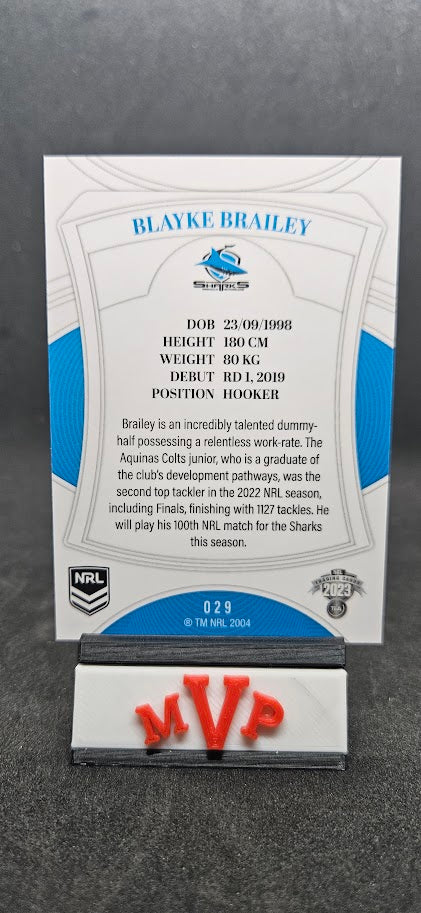 BLAYKE BRAILEY
SHARKS
DOB 23/09/1998
HEIGHT 180 CM
WEIGHT 80 KG
DEBUT RD 1, 2019
POSITION HOOKER
Brailey is an incredibly talented dummy-
half possessing a relentless work-rate. The
Aquinas Colts junior, who is a graduate of
the club's development pathways, was the
second top tackler in the 2022 NRL season,
including Finals, finishing with 1127 tackles. He
will play his 100th NRL match for the Sharks
this season.
NRL
NRL
TRADING CARDS
2023
TLA
029
® TM NRL 2004
MVP